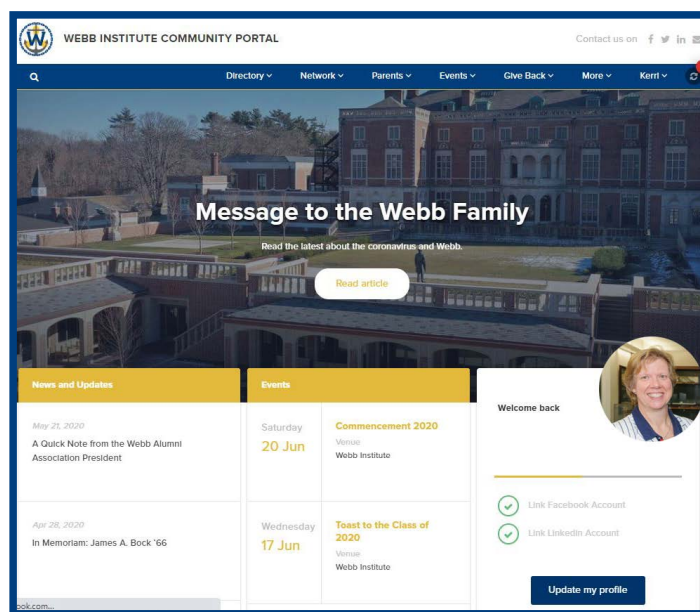 W
WEBB INSTITUTE COMMUNITY PORTAL
Contact us on
Directory
Network
Parents
Events
Give Back
More
Kerri
Message to the Webb Family
Read the latest about the coronavirus and Webb.
Read article
News and Updates
May 21, 2020
A Quick Note from the Webb Alumni
Association President
Apr 28, 2020
In Memoriam: James A. Bock '66
Events
Saturday
20 Jun
Commencement 2020
Venue
Webb Institute
Wednesday
17 Jun
Toast to the Class of
2020
Venue
Webb Institute
Welcome back
Link Facebook Account
Link LinkedIn Account
Update my profile
ook.com...